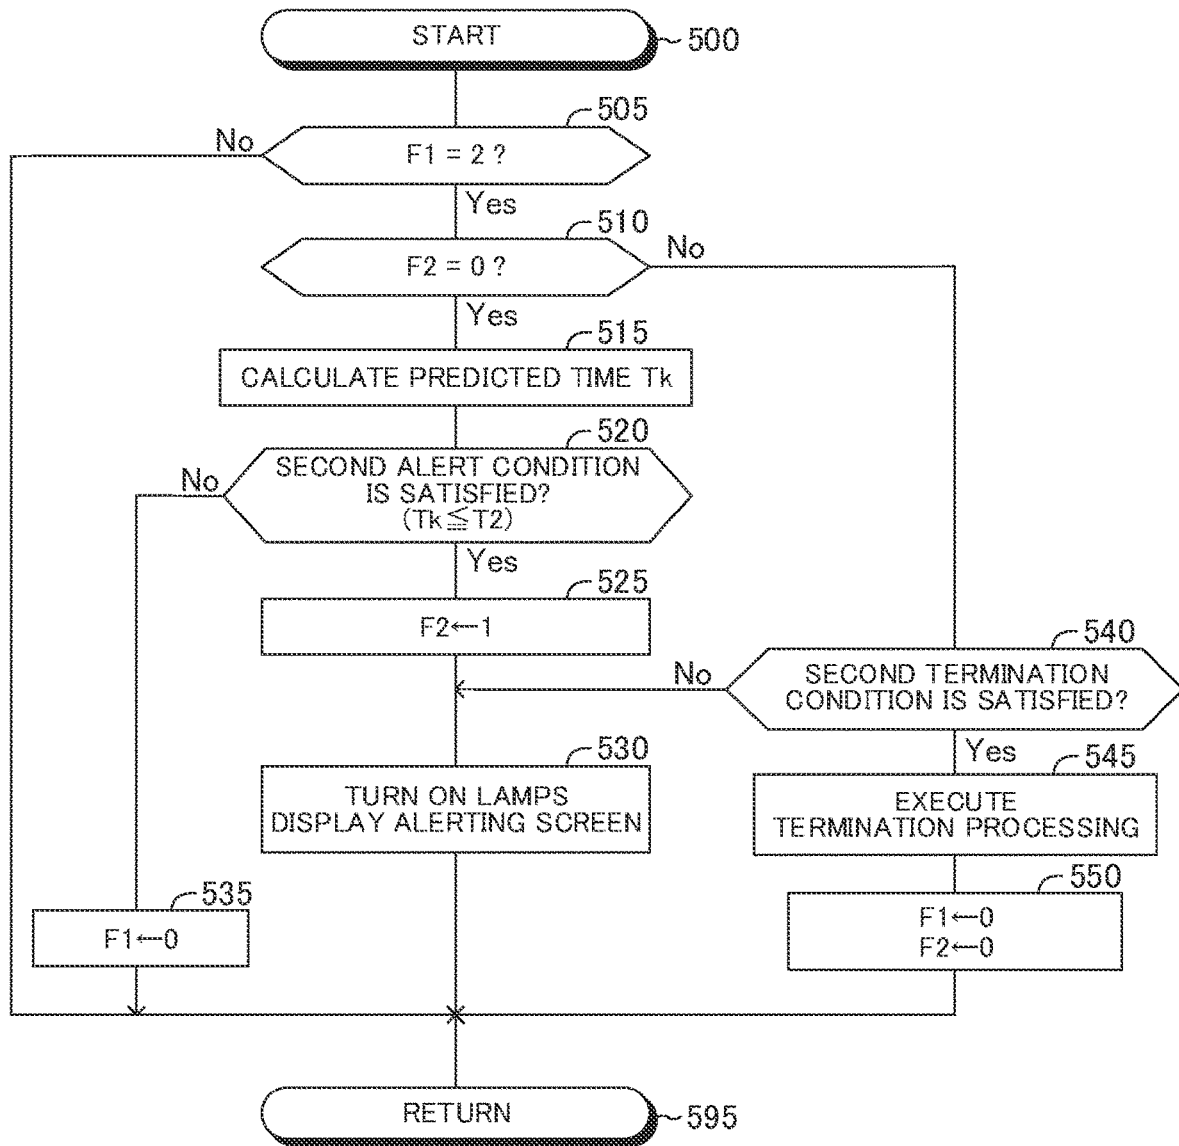 START
500
505
No
F1 = 2 ?
Yes
510
No
F2 = 0 ?
Yes
515
CALCULATE PREDICTED TIME Tk
520
No
SECOND ALERT CONDITION
IS SATISFIED?
(Tk≦T2)
Yes
525
F2←1
540
No
SECOND TERMINATION
CONDITION IS SATISFIED?
Yes
530
545
TURN ON LAMPS
DISPLAY ALERTING SCREEN
EXECUTE
TERMINATION PROCESSING
535
550
F1←0
F1←0
F2←0
RETURN
595